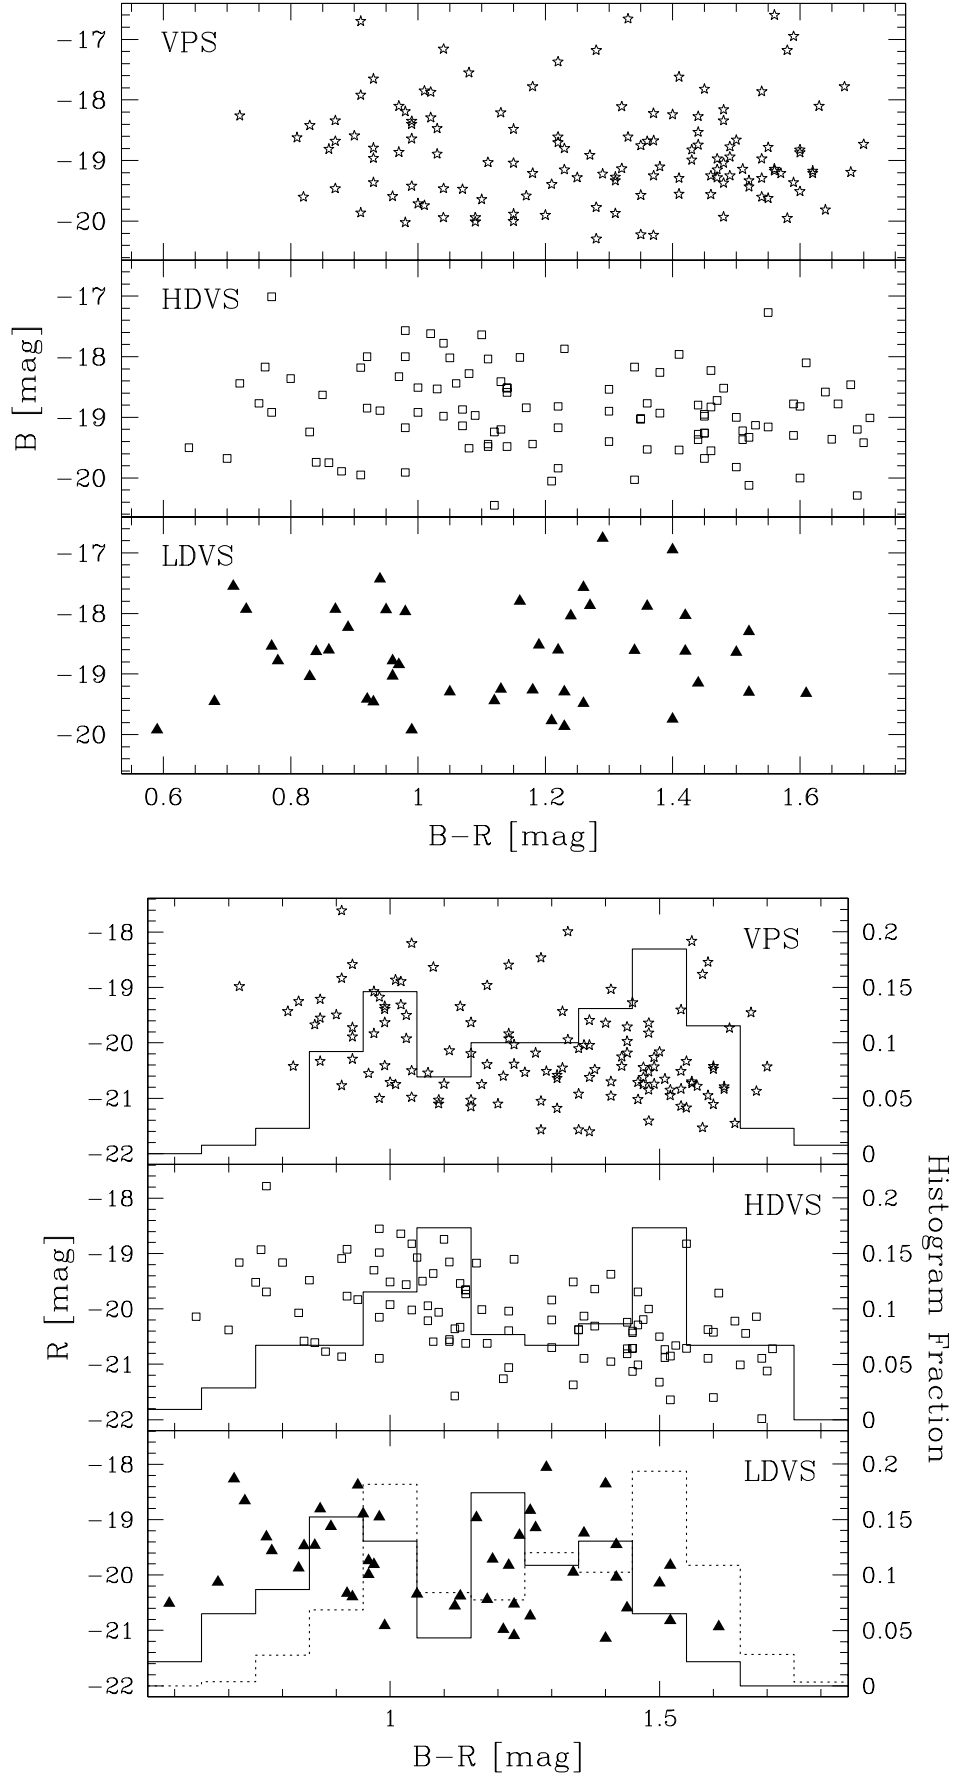 VPS
−17
−18
−19
−20
HDVS
−17
−18
−19
−20
B [mag]
LDVS
−17
−18
−19
−20
0.6 0.8 1 1.2 1.4 1.6
B−R [mag]
VPS
−18 0.2
−19 0.15
−20 0.1
−21 0.05
−22 0
HDVS
−18 0.2
−19 0.15
−20 0.1
−21 0.05
−22 0
R [mag]
Histogram Fraction
LDVS
−18 0.2
−19 0.15
−20 0.1
−21 0.05
−22 0
1 1.5
B−R [mag]